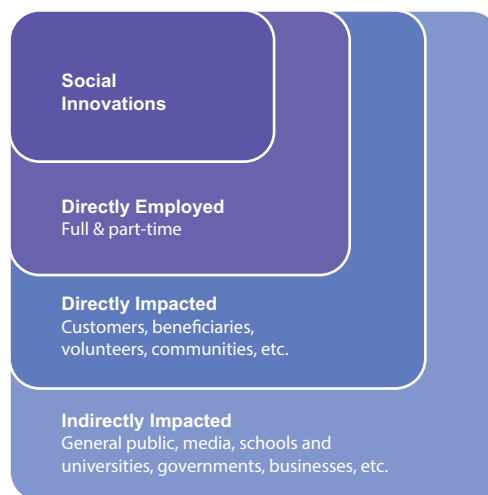 Social
Innovations
Directly Employed
Full & part-time
Directly Impacted
Customers, beneficiaries,
volunteers, communities, etc.
Indirectly Impacted
General public, media, schools and
universities, governments, businesses, etc.